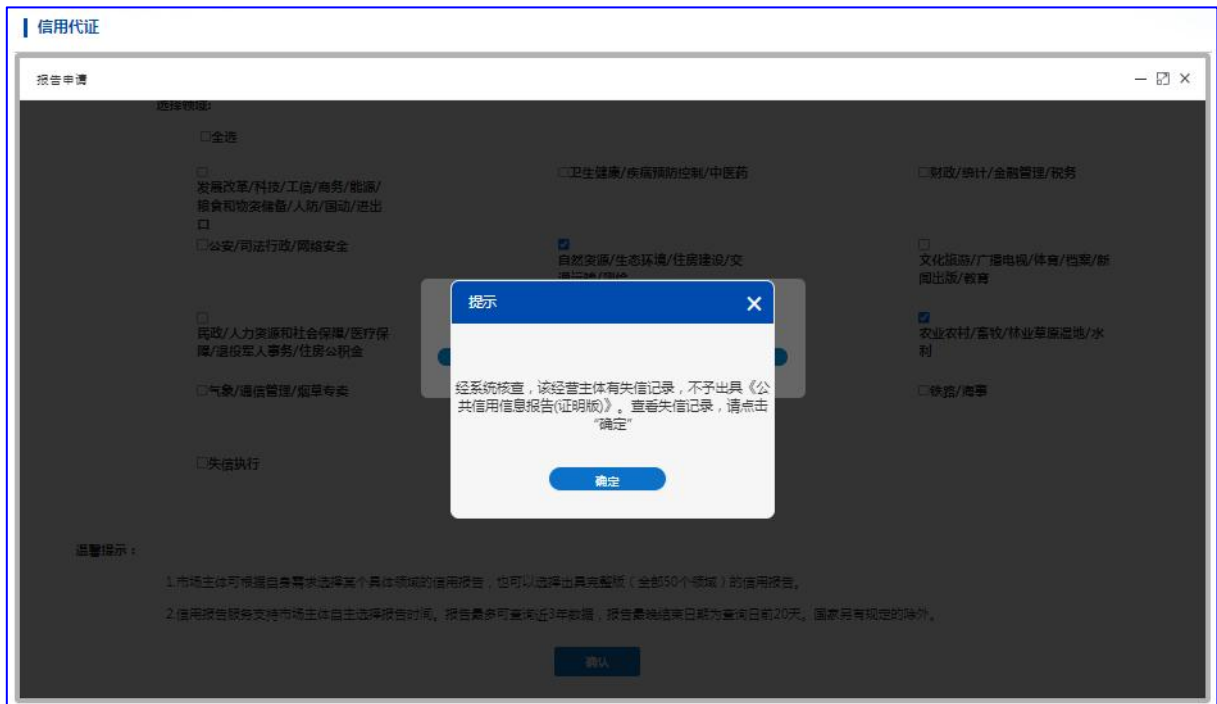 信用代证
报告申请
选择领域:
全选
发展改革/科技/工信/商务/能源/
粮食和物资储备/人防/国动/进出
口
卫生健康/疾病预防控制/中医药
财政/统计/金融管理/税务
公安/司法行政/网络安全
自然资源/生态环境/住房建设/交
通运输/测绘
文化旅游/广播电视/体育/档案/新
闻出版/教育
民政/人力资源和社会保障/医疗保
障/退役军人事务/住房公积金
农业农村/畜牧/林业草原湿地/水
利
气象/通信管理/烟草专卖
铁路/海事
失信执行
提示
经系统核查，该经营主体有失信记录，不予出具《公
共信用信息报告(证明版)》。查看失信记录，请点击
“确定”
确定
温馨提示：
1.市场主体可根据自身需求选择某个具体领域的信用报告，也可以选择出具完整版（全部50个领域）的信用报告。
2.信用报告服务支持市场主体自主选择报告时间。报告最多可查询近3年数据，报告最晚结束日期为查询日前20天。国家另有规定的除外。
确认